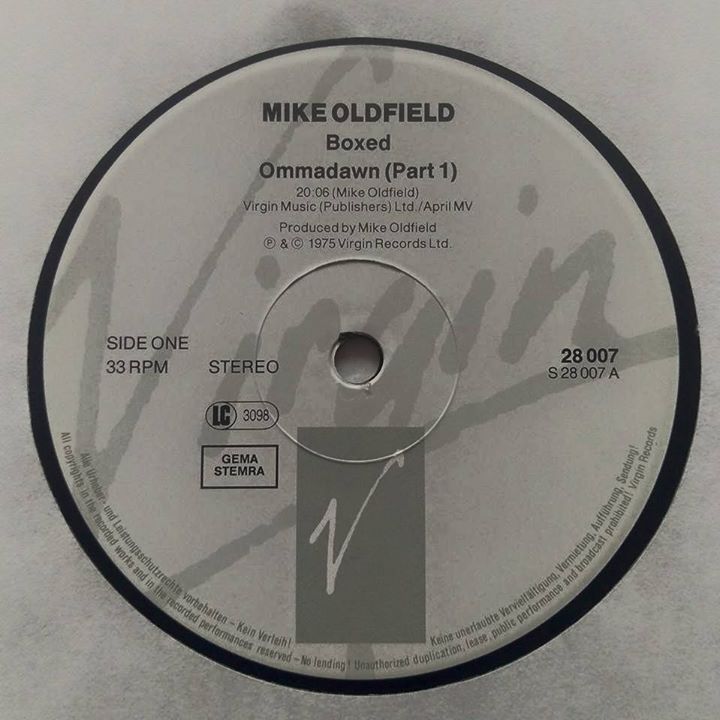 MIKE OLDFIELD
Boxed
Ommadawn (Part 1)
20:06 (Mike Oldfield)
Virgin Music (Publishers) Ltd./April MV
Produced by Mike Oldfield
℗ & © 1975 Virgin Records Ltd.
Virgin
SIDE ONE
33 RPM
STEREO
28 007
S 28 007 A
LC 3098
GEMA
STEMRA
V
Alle Urheber- und Leistungsschutzrechte vorbehalten – Kein Verleih! Keine unerlaubte Vervielfältigung, Vermietung, Aufführung, Sendung!
All copyrights in the recorded works and in the recorded performances reserved – No lending! Unauthorized duplication, lease, public performance and broadcast prohibited! Virgin Records